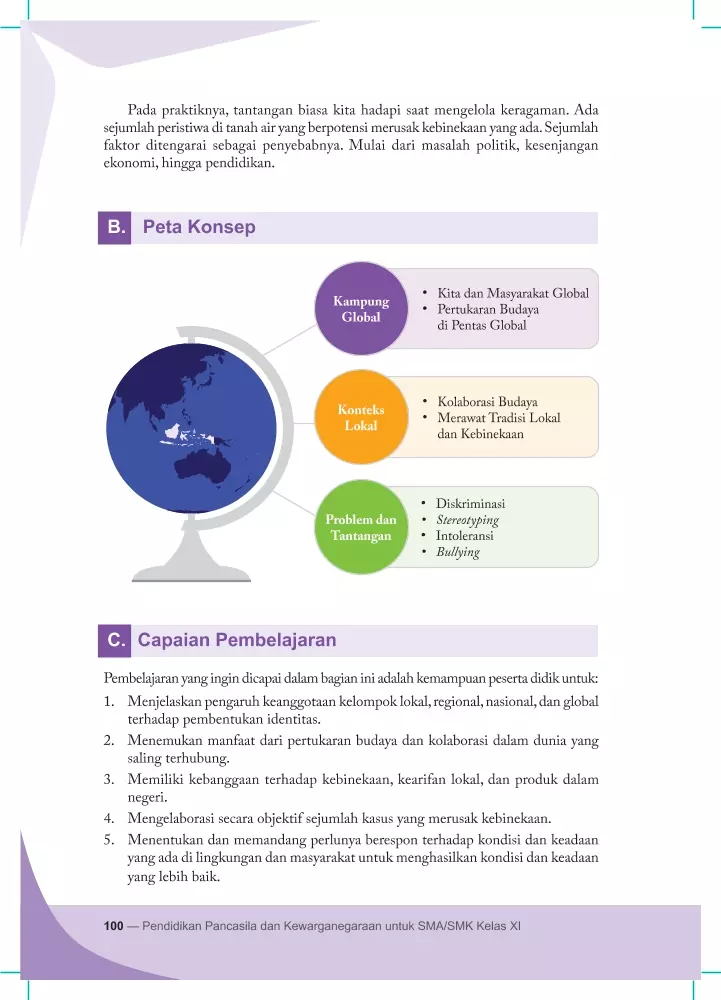 Pada praktiknya, tantangan biasa kita hadapi saat mengelola keragaman. Ada
sejumlah peristiwa di tanah air yang berpotensi merusak kebinekaan yang ada. Sejumlah
faktor ditengarai sebagai penyebabnya. Mulai dari masalah politik, kesenjangan
ekonomi, hingga pendidikan.
B. Peta Konsep
Kampung
Global
• Kita dan Masyarakat Global
• Pertukaran Budaya
di Pentas Global
Konteks
Lokal
• Kolaborasi Budaya
• Merawat Tradisi Lokal
dan Kebinekaan
Problem dan
Tantangan
• Diskriminasi
• Stereotyping
• Intoleransi
• Bullying
C. Capaian Pembelajaran
Pembelajaran yang ingin dicapai dalam bagian ini adalah kemampuan peserta didik untuk:
1. Menjelaskan pengaruh keanggotaan kelompok lokal, regional, nasional, dan global
terhadap pembentukan identitas.
2. Menemukan manfaat dari pertukaran budaya dan kolaborasi dalam dunia yang
saling terhubung.
3. Memiliki kebanggaan terhadap kebinekaan, kearifan lokal, dan produk dalam
negeri.
4. Mengelaborasi secara objektif sejumlah kasus yang merusak kebinekaan.
5. Menentukan dan memandang perlunya berespon terhadap kondisi dan keadaan
yang ada di lingkungan dan masyarakat untuk menghasilkan kondisi dan keadaan
yang lebih baik.
100 — Pendidikan Pancasila dan Kewarganegaraan untuk SMA/SMK Kelas XI